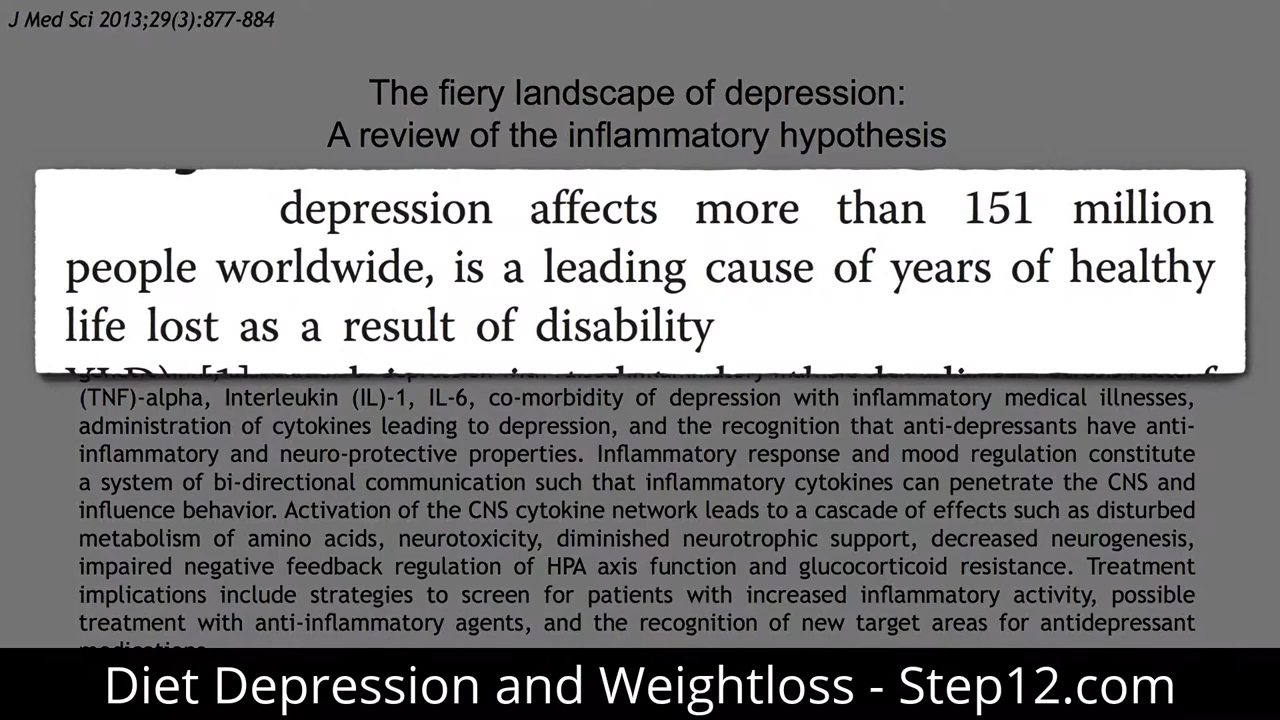 J Med Sci 2013;29(3):877-884
The fiery landscape of depression:
A review of the inflammatory hypothesis
depression affects more than 151 million
people worldwide, is a leading cause of years of healthy
life lost as a result of disability
(TNF)-alpha, Interleukin (IL)-1, IL-6, co-morbidity of depression with inflammatory medical illnesses,
administration of cytokines leading to depression, and the recognition that anti-depressants have anti-
inflammatory and neuro-protective properties. Inflammatory response and mood regulation constitute
a system of bi-directional communication such that inflammatory cytokines can penetrate the CNS and
influence behavior. Activation of the CNS cytokine network leads to a cascade of effects such as disturbed
metabolism of amino acids, neurotoxicity, diminished neurotrophic support, decreased neurogenesis,
impaired negative feedback regulation of HPA axis function and glucocorticoid resistance. Treatment
implications include strategies to screen for patients with increased inflammatory activity, possible
treatment with anti-inflammatory agents, and the recognition of new target areas for antidepressant
Diet Depression and Weightloss - Step12.com